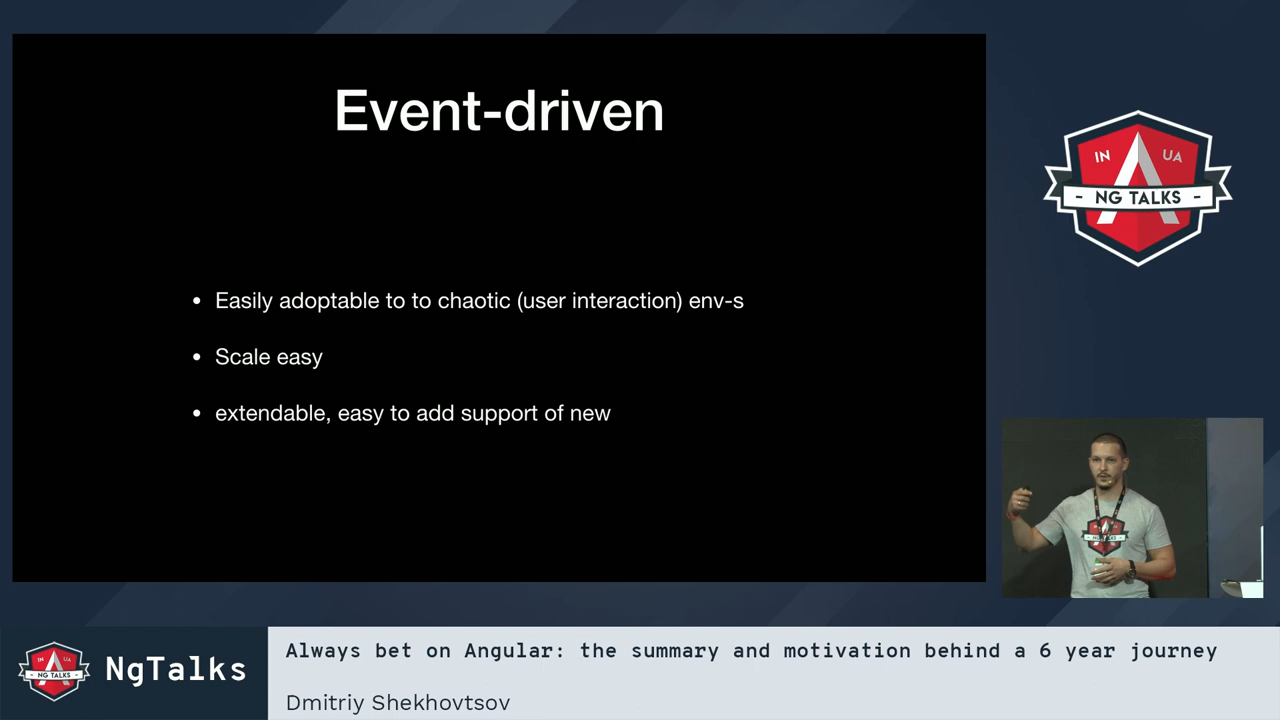 Event-driven
• Easily adoptable to to chaotic (user interaction) env-s
• Scale easy
• extendable, easy to add support of new
IN UA
- NG TALKS -
IN UA
NG TALKS
NgTalks
Always bet on Angular: the summary and motivation behind a 6 year journey
Dmitriy Shekhovtsov